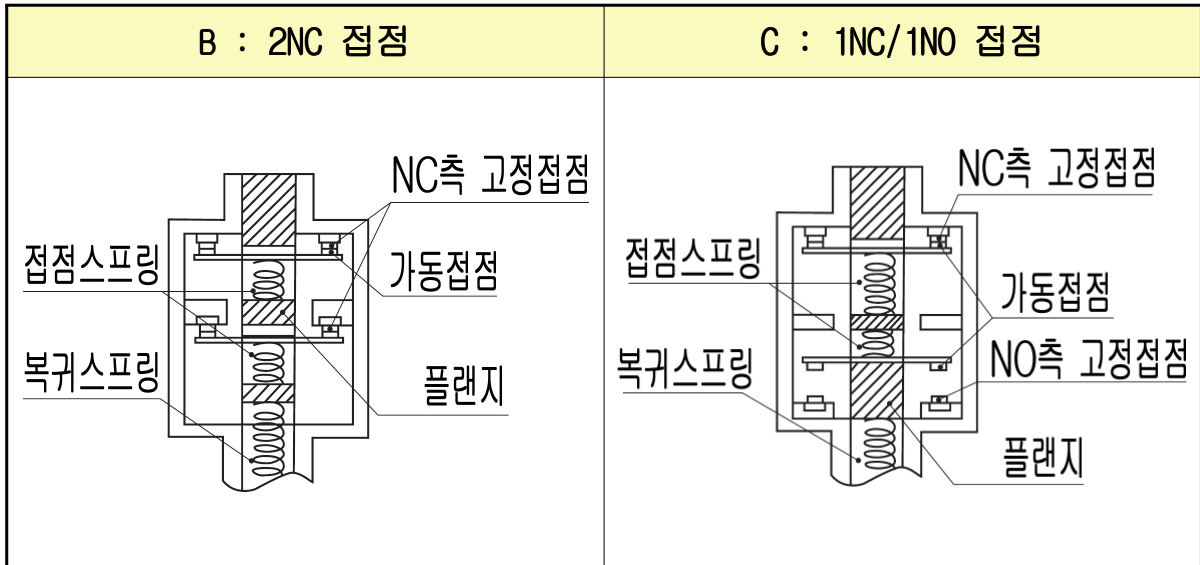 B : 2NC 접점
NC측 고정접점
접점스프링
가동접점
복귀스프링
플랜지
C : 1NC/1NO 접점
NC측 고정접점
접점스프링
가동접점
NO측 고정접점
복귀스프링
플랜지